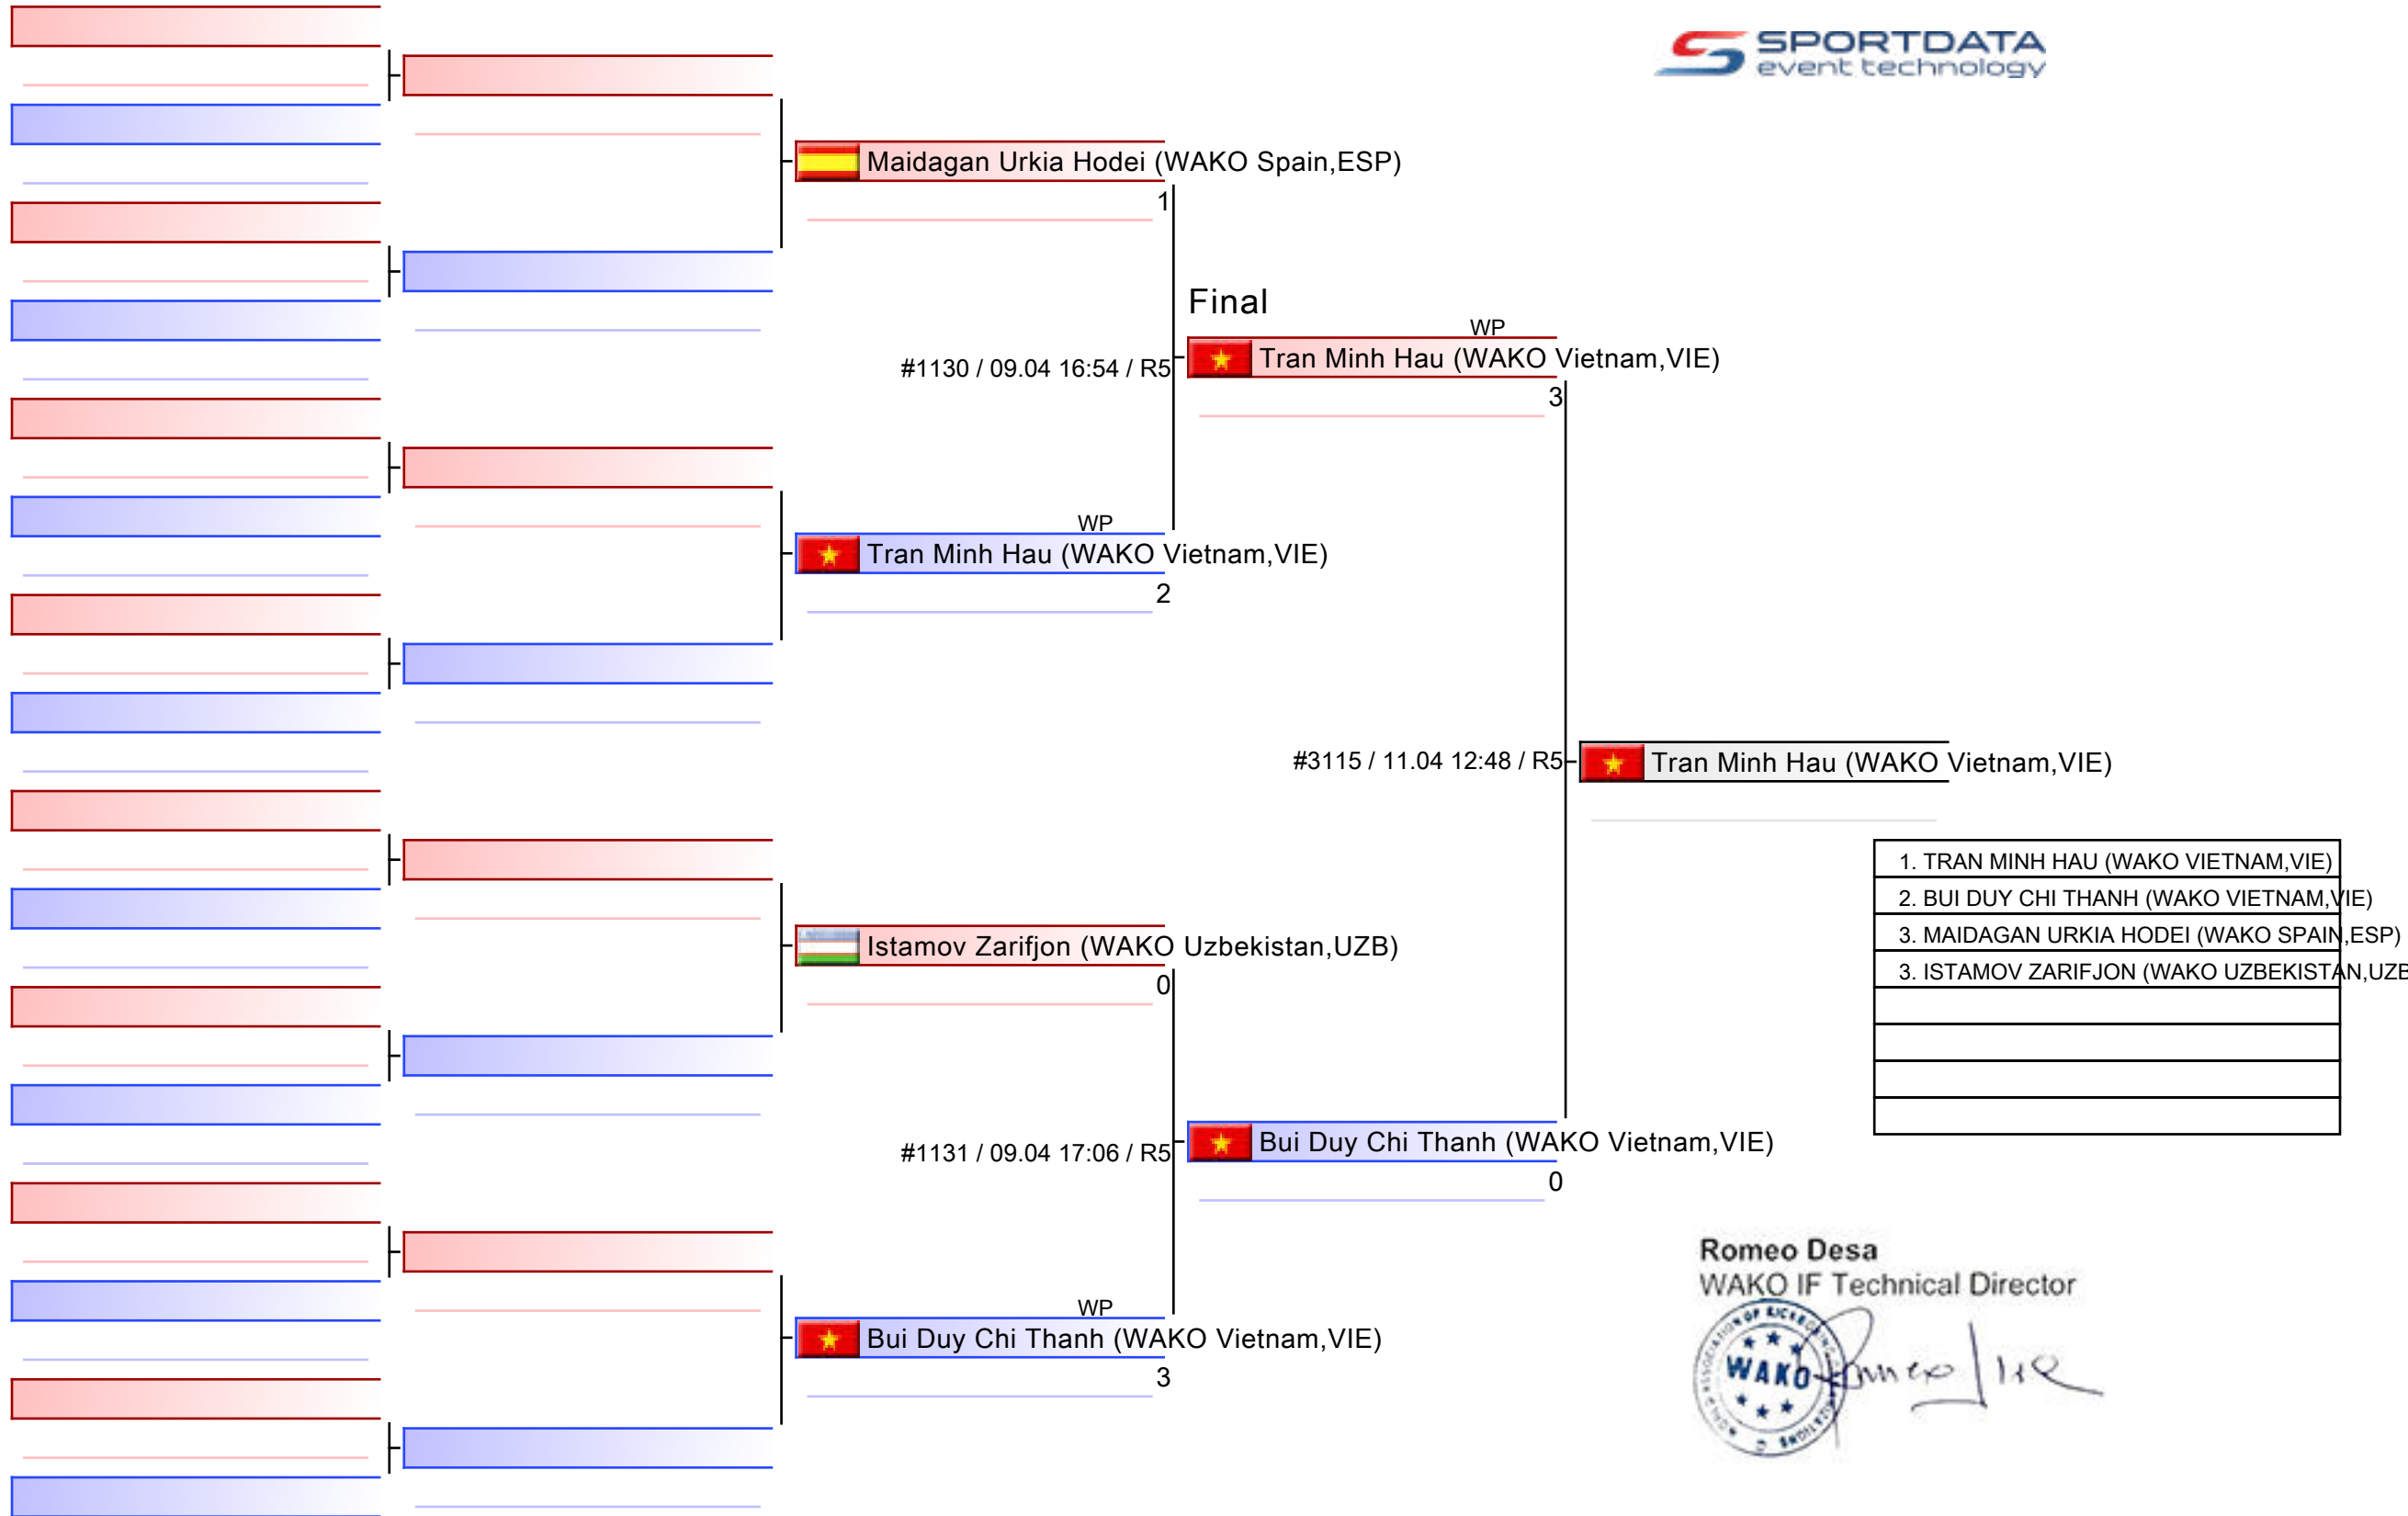 SPORTDATA
event technology
Maidagan Urkia Hodei (WAKO Spain,ESP)
1
Final
WP
#1130 / 09.04 16:54 / R5
Tran Minh Hau (WAKO Vietnam,VIE)
3
WP
Tran Minh Hau (WAKO Vietnam,VIE)
2
#3115 / 11.04 12:48 / R5
Tran Minh Hau (WAKO Vietnam,VIE)
1. TRAN MINH HAU (WAKO VIETNAM,VIE)
2. BUI DUY CHI THANH (WAKO VIETNAM,VIE)
3. MAIDAGAN URKIA HODEI (WAKO SPAIN,ESP)
3. ISTAMOV ZARIFJON (WAKO UZBEKISTAN,UZB
Istamov Zarifjon (WAKO Uzbekistan,UZB)
0
#1131 / 09.04 17:06 / R5
Bui Duy Chi Thanh (WAKO Vietnam,VIE)
0
WP
Bui Duy Chi Thanh (WAKO Vietnam,VIE)
3
Romeo Desa
WAKO IF Technical Director
WAKO